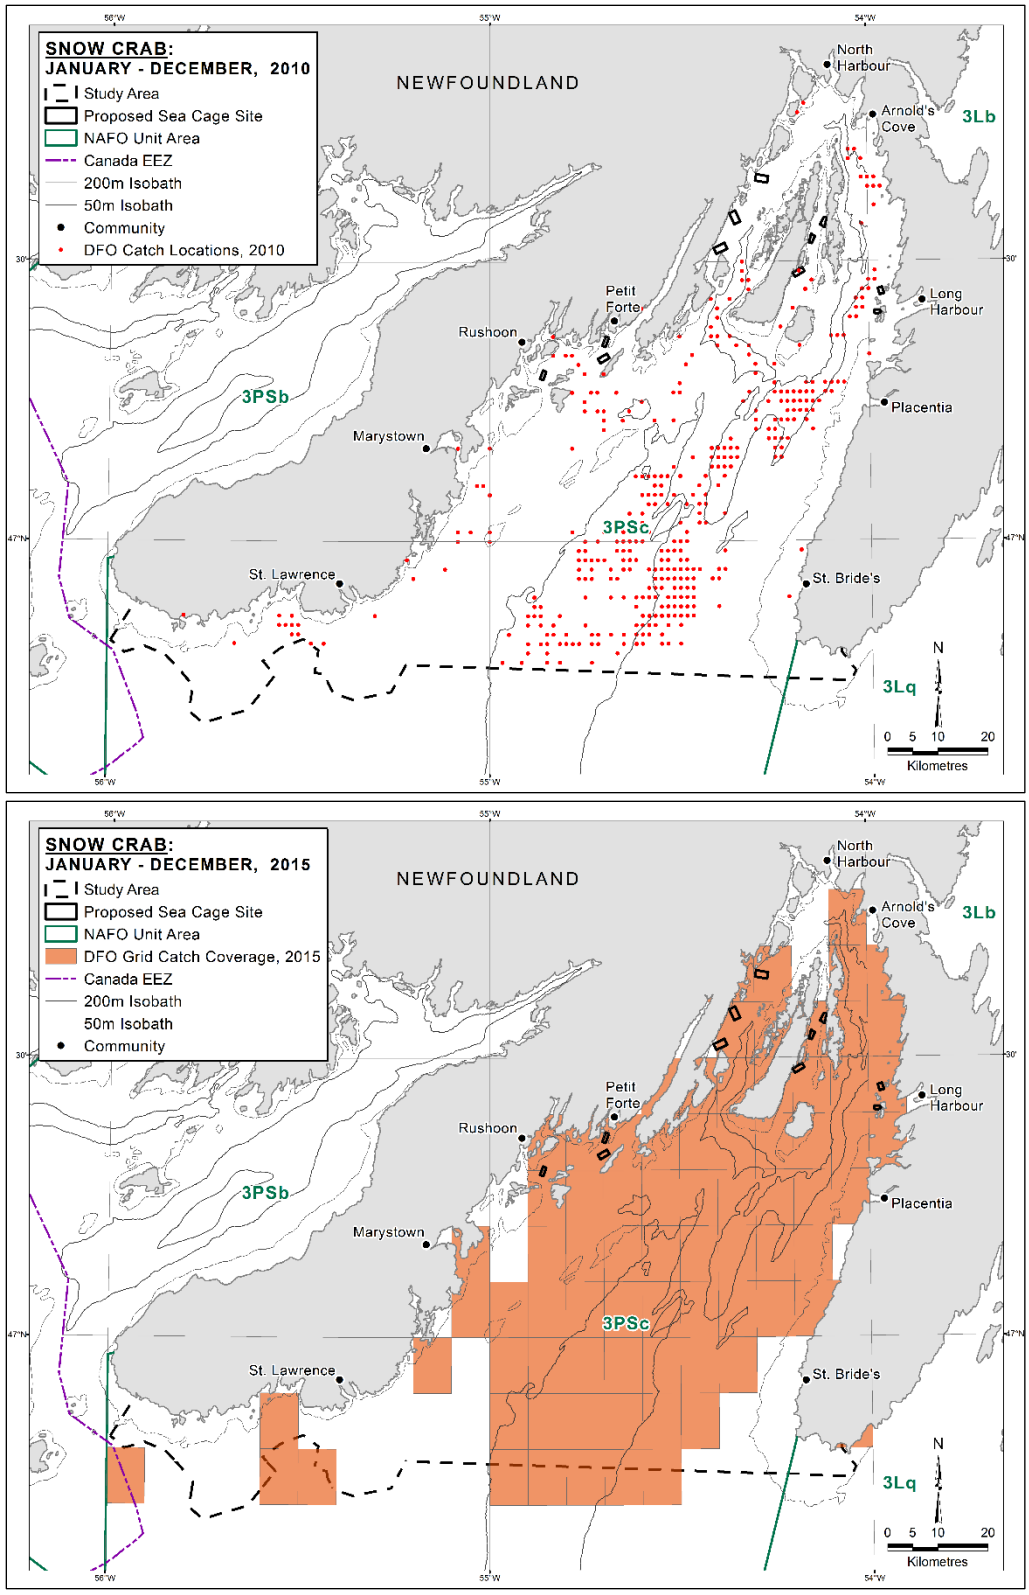 56°W
55°W
54°W
SNOW CRAB:
JANUARY - DECEMBER, 2010
Study Area
Proposed Sea Cage Site
NAFO Unit Area
Canada EEZ
200m Isobath
50m Isobath
Community
DFO Catch Locations, 2010
NEWFOUNDLAND
North
Harbour
Arnold's
Cove
3Lb
30'
30'
Petit
Forte
Long
Harbour
Rushoon
3PSb
Placentia
Marystown
3PSc
47°N
47°N
St. Lawrence
St. Bride's
N
3Lq
0 5 10 20
Kilometres
56°W
55°W
54°W
56°W
55°W
54°W
SNOW CRAB:
JANUARY - DECEMBER, 2015
Study Area
Proposed Sea Cage Site
NAFO Unit Area
DFO Grid Catch Coverage, 2015
Canada EEZ
200m Isobath
50m Isobath
Community
NEWFOUNDLAND
North
Harbour
Arnold's
Cove
3Lb
30'
30'
Petit
Forte
Long
Harbour
Rushoon
3PSb
Placentia
Marystown
3PSc
47°N
47°N
St. Lawrence
St. Bride's
N
3Lq
0 5 10 20
Kilometres
56°W
55°W
54°W